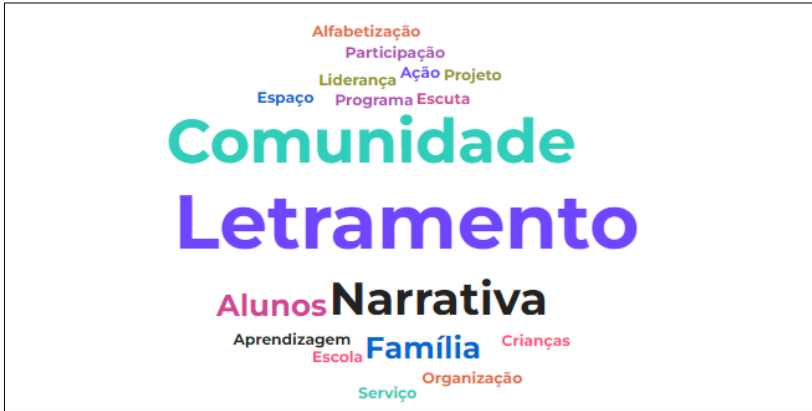 Alfabetização
Participação
Liderança Ação Projeto
Espaço Programa Escuta
Comunidade
Letramento
Alunos Narrativa
Aprendizagem Família Crianças
Escola
Organização
Serviço